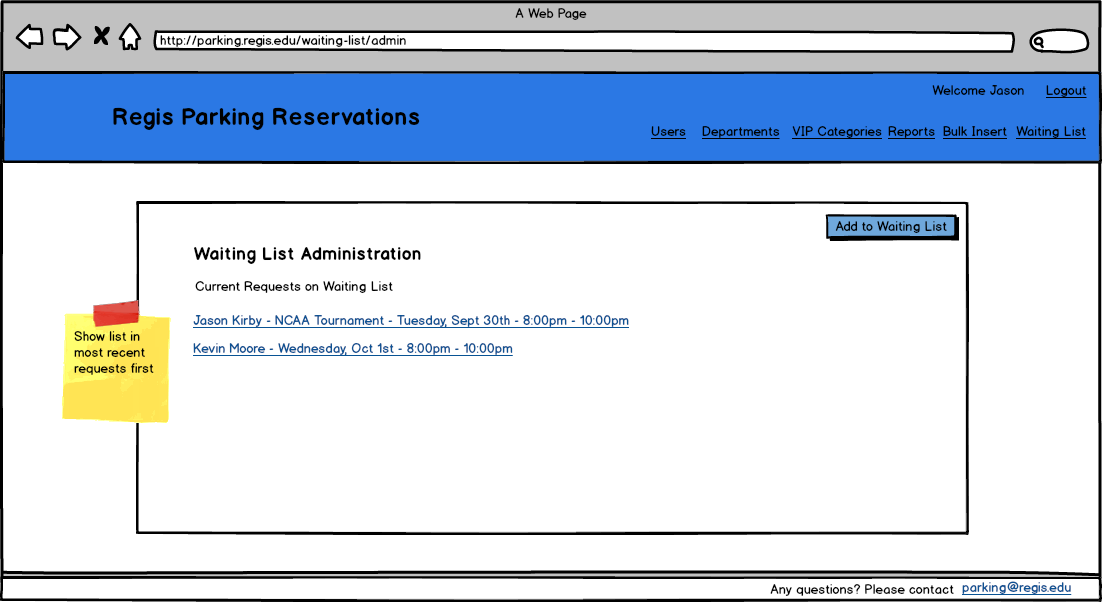 A Web Page
http://parking.regis.edu/waiting-list/admin
Welcome Jason Logout
Regis Parking Reservations
Users Departments VIP Categories Reports Bulk Insert Waiting List
Add to Waiting List
Waiting List Administration
Current Requests on Waiting List
Jason Kirby - NCAA Tournament - Tuesday, Sept 30th - 8:00pm - 10:00pm
Kevin Moore - Wednesday, Oct 1st - 8:00pm - 10:00pm
Show list in
most recent
requests first
Any questions? Please contact parking@regis.edu